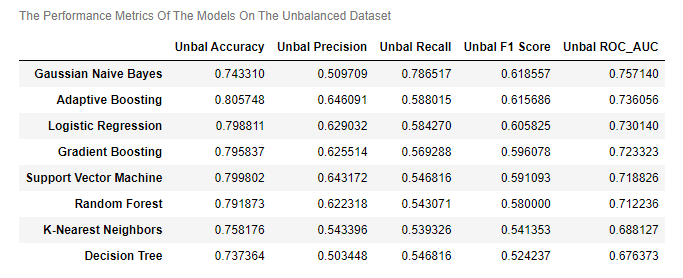 The Performance Metrics Of The Models On The Unbalanced Dataset
Unbal Accuracy Unbal Precision Unbal Recall Unbal F1 Score Unbal ROC_AUC
Gaussian Naive Bayes 0.743310 0.509709 0.786517 0.618557 0.757140
Adaptive Boosting 0.805748 0.646091 0.588015 0.615686 0.736056
Logistic Regression 0.798811 0.629032 0.584270 0.605825 0.730140
Gradient Boosting 0.795837 0.625514 0.569288 0.596078 0.723323
Support Vector Machine 0.799802 0.643172 0.546816 0.591093 0.718826
Random Forest 0.791873 0.622318 0.543071 0.580000 0.712236
K-Nearest Neighbors 0.758176 0.543396 0.539326 0.541353 0.688127
Decision Tree 0.737364 0.503448 0.546816 0.524237 0.676373